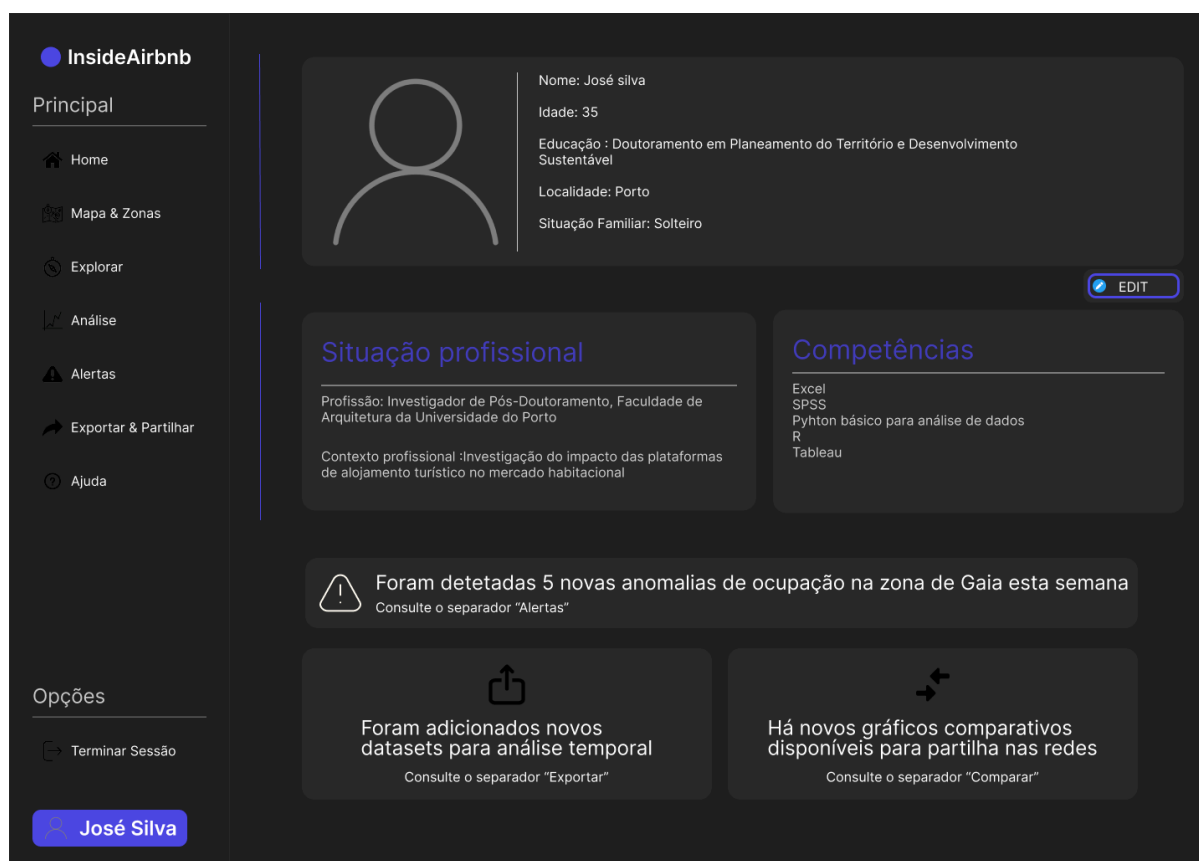 InsideAirbnb
Principal
Home
Mapa & Zonas
Explorar
Análise
Alertas
Exportar & Partilhar
Ajuda
Opções
Terminar Sessão
José Silva
Nome: José silva
Idade: 35
Educação : Doutoramento em Planeamento do Território e Desenvolvimento
Sustentável
Localidade: Porto
Situação Familiar: Solteiro
EDIT
Situação profissional
Profissão: Investigador de Pós-Doutoramento, Faculdade de
Arquitetura da Universidade do Porto
Contexto profissional :Investigação do impacto das plataformas
de alojamento turístico no mercado habitacional
Competências
Excel
SPSS
Pyhton básico para análise de dados
R
Tableau
Foram detetadas 5 novas anomalias de ocupação na zona de Gaia esta semana
Consulte o separador “Alertas”
Foram adicionados novos
datasets para análise temporal
Consulte o separador “Exportar”
Há novos gráficos comparativos
disponíveis para partilha nas redes
Consulte o separador “Comparar”